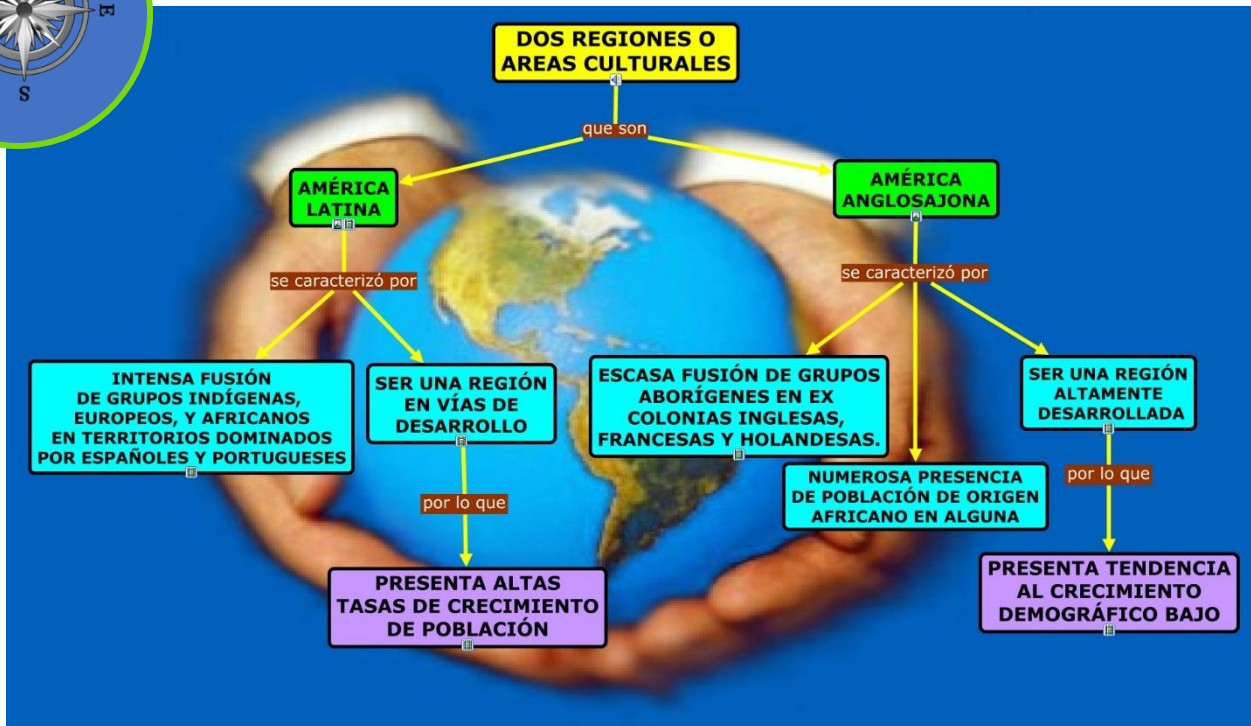 E
S
DOS REGIONES O
AREAS CULTURALES
que son
AMÉRICA
LATINA
AMÉRICA
ANGLOSAJONA
se caracterizó por
se caracterizó por
INTENSA FUSIÓN
DE GRUPOS INDÍGENAS,
EUROPEOS, Y AFRICANOS
EN TERRITORIOS DOMINADOS
POR ESPAÑOLES Y PORTUGUESES
SER UNA REGIÓN
EN VÍAS DE
DESARROLLO
ESCASA FUSIÓN DE GRUPOS
ABORÍGENES EN EX
COLONIAS INGLESAS,
FRANCESAS Y HOLANDESAS.
SER UNA REGIÓN
ALTAMENTE
DESARROLLADA
NUMEROSA PRESENCIA
DE POBLACIÓN DE ORIGEN
AFRICANO EN ALGUNA
por lo que
por lo que
PRESENTA ALTAS
TASAS DE CRECIMIENTO
DE POBLACIÓN
PRESENTA TENDENCIA
AL CRECIMIENTO
DEMOGRÁFICO BAJO